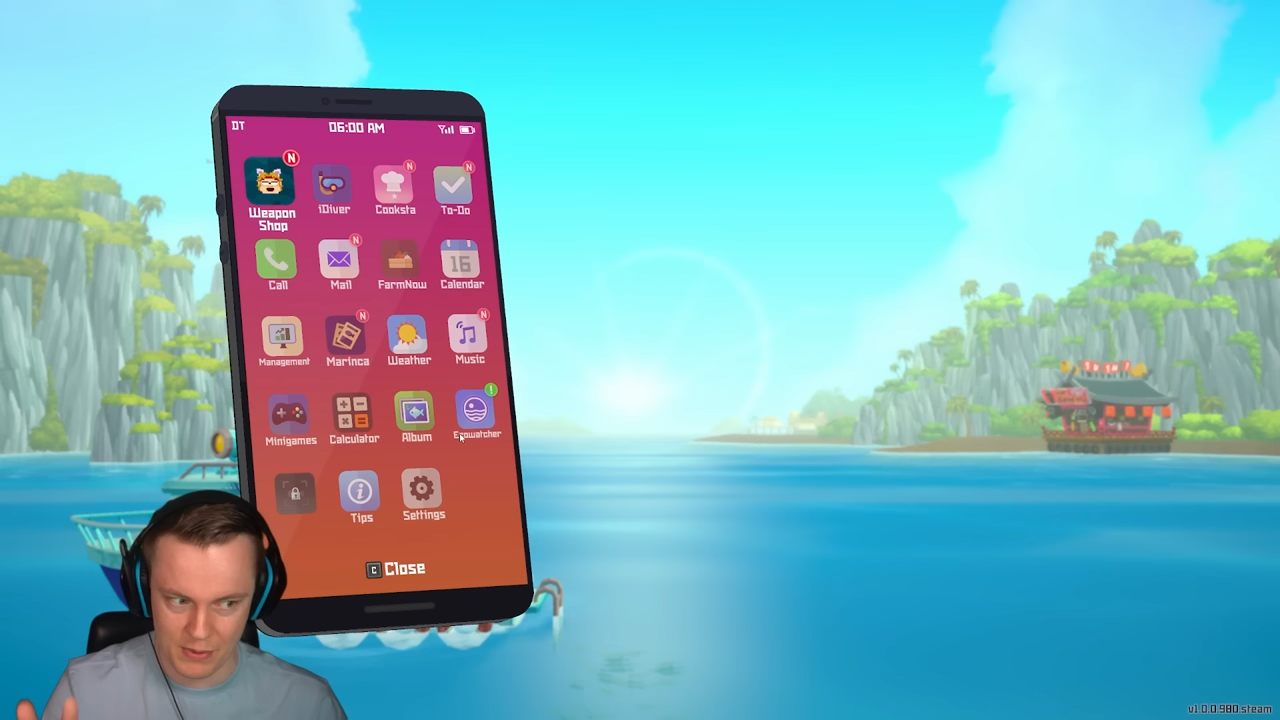 DT
06:00 AM
N
Weapon
Shop
iDiver
N
Cooksta
N
To-Do
Call
N
Mail
FarmNow
16
Calendar
Management
N
Marinca
Weather
N
Music
Minigames
Calculator
Album
!
Ecowatcher
Tips
Settings
C Close
v1.0.0.980.steam